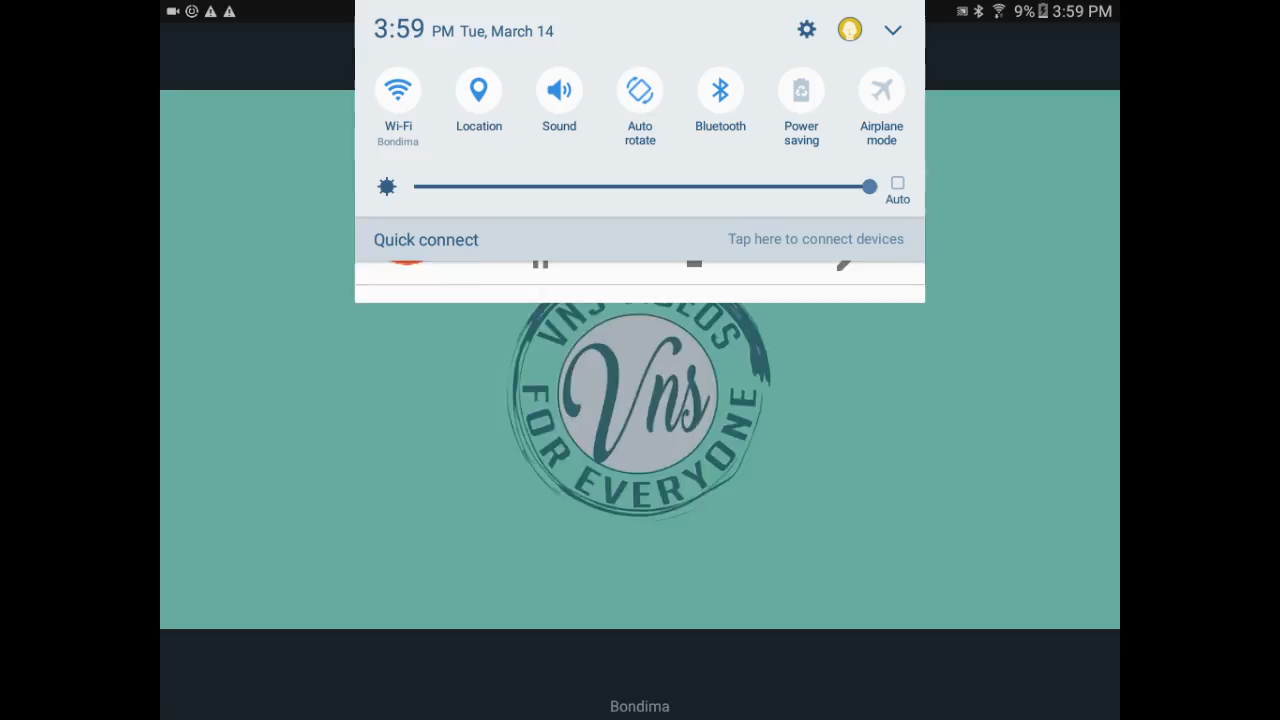 9% 3:59 PM
3:59 PM Tue, March 14
Wi-Fi
Bondima
Location
Sound
Auto
rotate
Bluetooth
Power
saving
Airplane
mode
Auto
Quick connect
Tap here to connect devices
VNS VIDEOS
Vns
FOR EVERYONE
Bondima